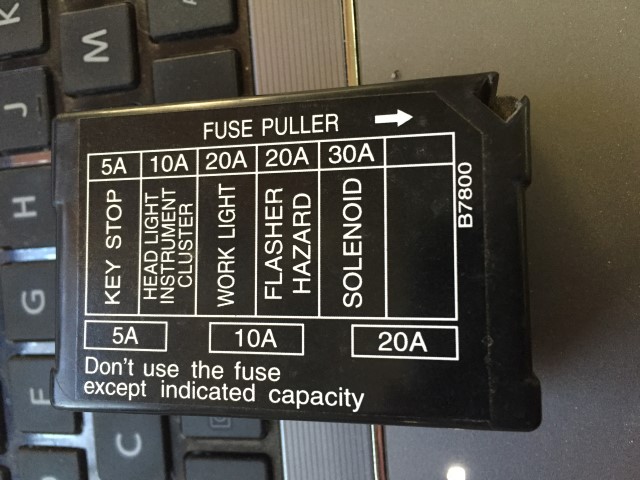 FUSE PULLER
5A 10A 20A 20A 30A
KEY STOP
HEAD LIGHT
INSTRUMENT
CLUSTER
WORK LIGHT
FLASHER
HAZARD
SOLENOID
B7800
5A 10A 20A
Don't use the fuse
except indicated capacity
K
M
J
H
G
F
C